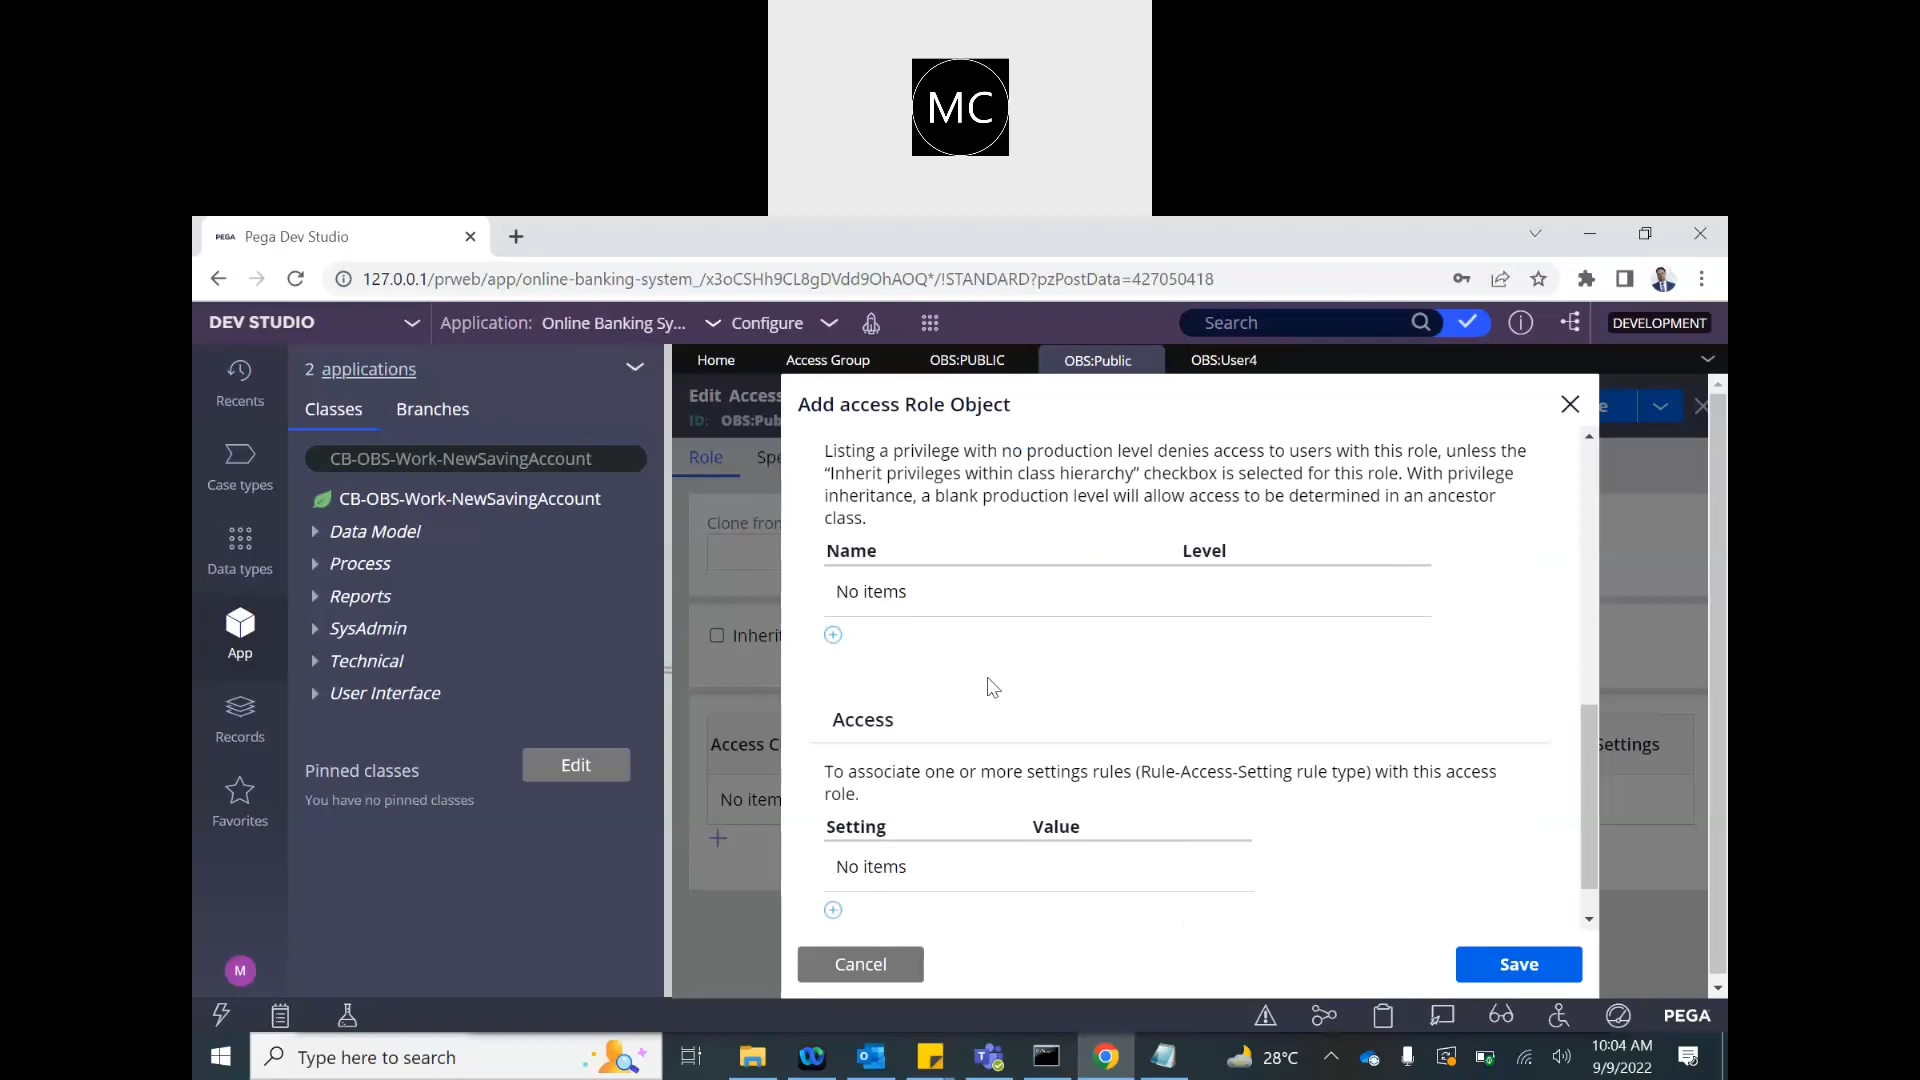 MC
PEGA Pega Dev Studio
127.0.0.1/prweb/app/online-banking-system_/x3oCSHh9CL8gDVdd9OhAOQ*/!STANDARD?pzPostData=427050418
DEV STUDIO Application: Online Banking Sy... Configure Search DEVELOPMENT
Recents
Case types
Data types
App
Records
Favorites
M
2 applications
Classes Branches
CB-OBS-Work-NewSavingAccount
CB-OBS-Work-NewSavingAccount
Data Model
Process
Reports
SysAdmin
Technical
User Interface
Pinned classes Edit
You have no pinned classes
Home Access Group OBS:PUBLIC OBS:Public OBS:User4
Edit Access
ID: OBS:Pub
Role Spe
Clone from
Inherit
Access C Settings
No item
Add access Role Object
Listing a privilege with no production level denies access to users with this role, unless the
“Inherit privileges within class hierarchy” checkbox is selected for this role. With privilege
inheritance, a blank production level will allow access to be determined in an ancestor
class.
Name Level
No items
Access
To associate one or more settings rules (Rule-Access-Setting rule type) with this access
role.
Setting Value
No items
Cancel Save
PEGA
Type here to search 28°C 10:04 AM
9/9/2022